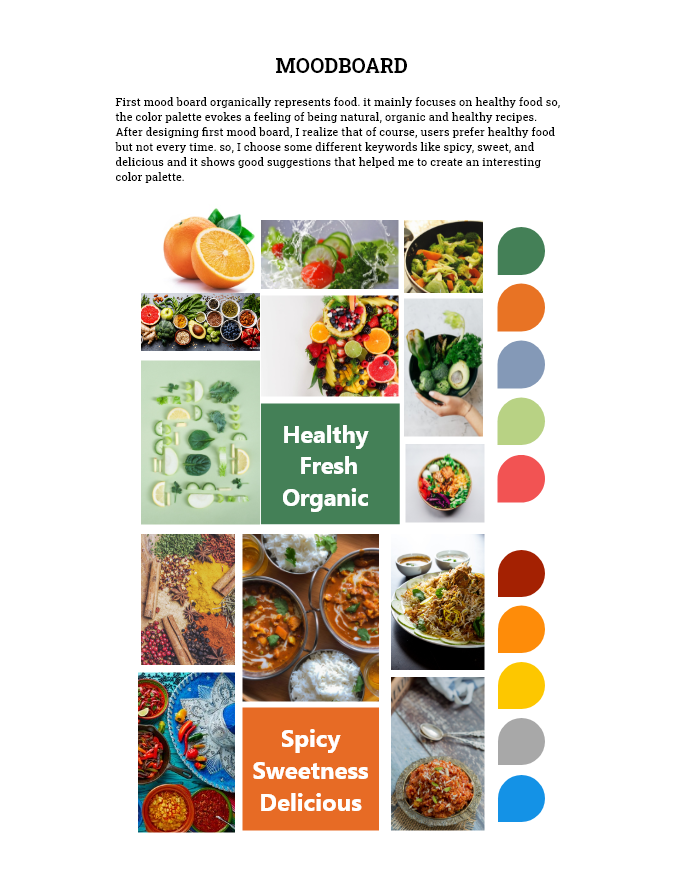 MOODBOARD
First mood board organically represents food. it mainly focuses on healthy food so,
the color palette evokes a feeling of being natural, organic and healthy recipes.
After designing first mood board, I realize that of course, users prefer healthy food
but not every time. so, I choose some different keywords like spicy, sweet, and
delicious and it shows good suggestions that helped me to create an interesting
color palette.
Healthy
Fresh
Organic
Spicy
Sweetness
Delicious